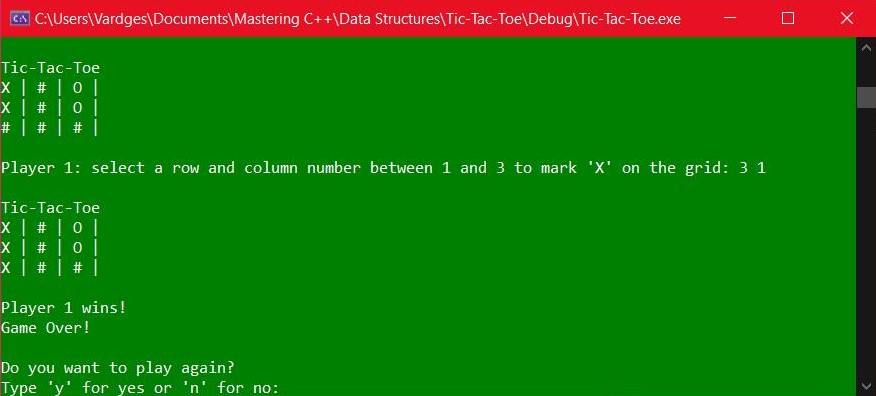 C:\Users\Vardges\Documents\Mastering C++\Data Structures\Tic-Tac-Toe\Debug\Tic-Tac-Toe.exe
Tic-Tac-Toe
X | # | O |
X | # | O |
# | # | # |
Player 1: select a row and column number between 1 and 3 to mark 'X' on the grid: 3 1
Tic-Tac-Toe
X | # | O |
X | # | O |
X | # | # |
Player 1 wins!
Game Over!
Do you want to play again?
Type 'y' for yes or 'n' for no: